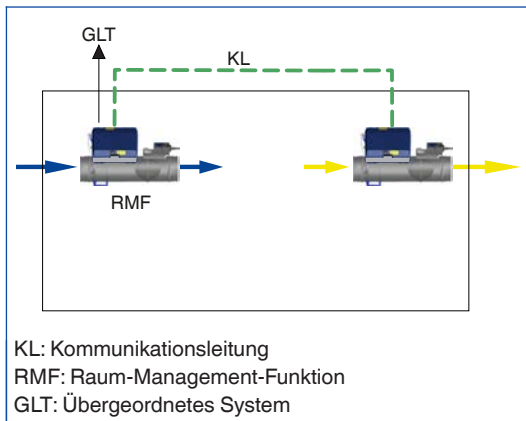 GLT
KL
RMF
KL: Kommunikationsleitung
RMF: Raum-Management-Funktion
GLT: Übergeordnetes System